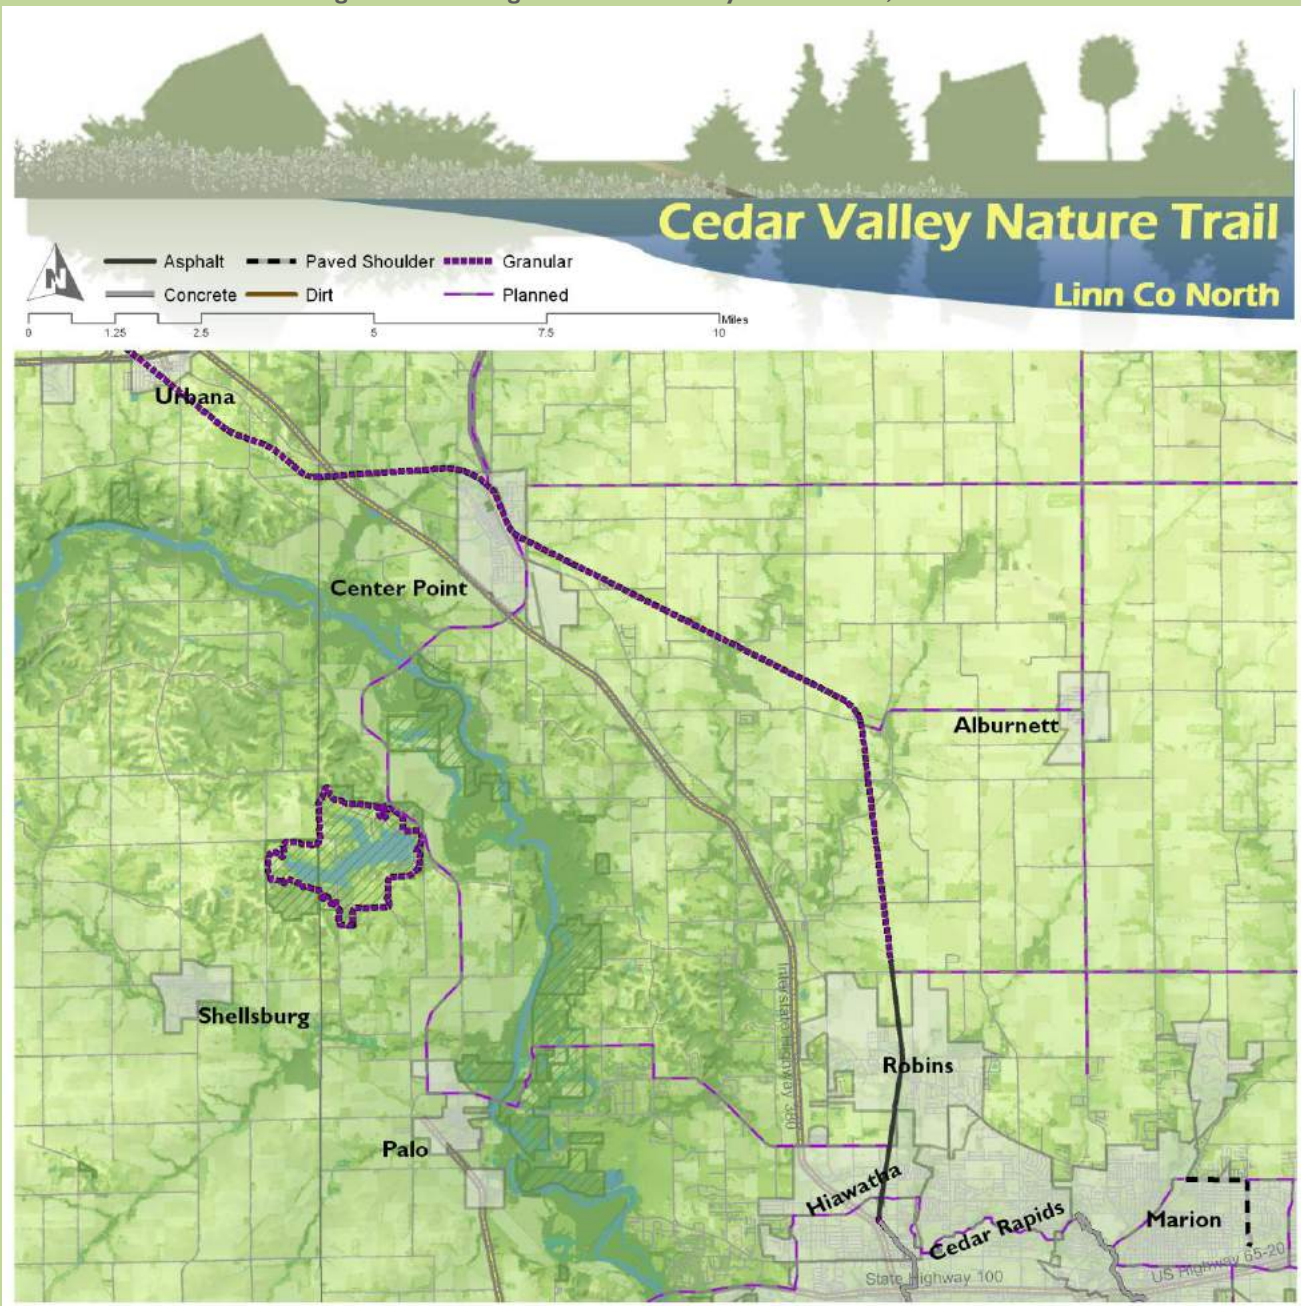 Cedar Valley Nature Trail
Linn Co North
N
Asphalt Paved Shoulder Granular
Concrete Dirt Planned
0 1.25 2.5 5 7.5 10 Miles
Urbana
Center Point
Alburnett
Shellsburg
Interstate Highway 380
Robins
Palo
Hiawatha
Cedar Rapids
Marion
State Highway 100
US Highway 65-20